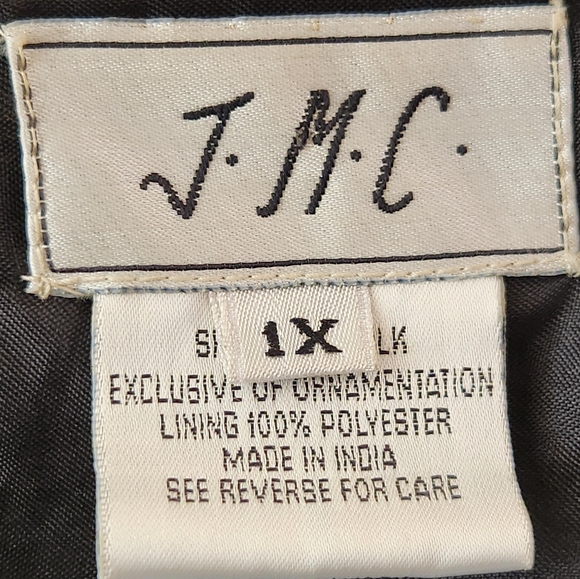 J.M.C.
1X
EXCLUSIVE OF ORNAMENTATION
LINING 100% POLYESTER
MADE IN INDIA
SEE REVERSE FOR CARE